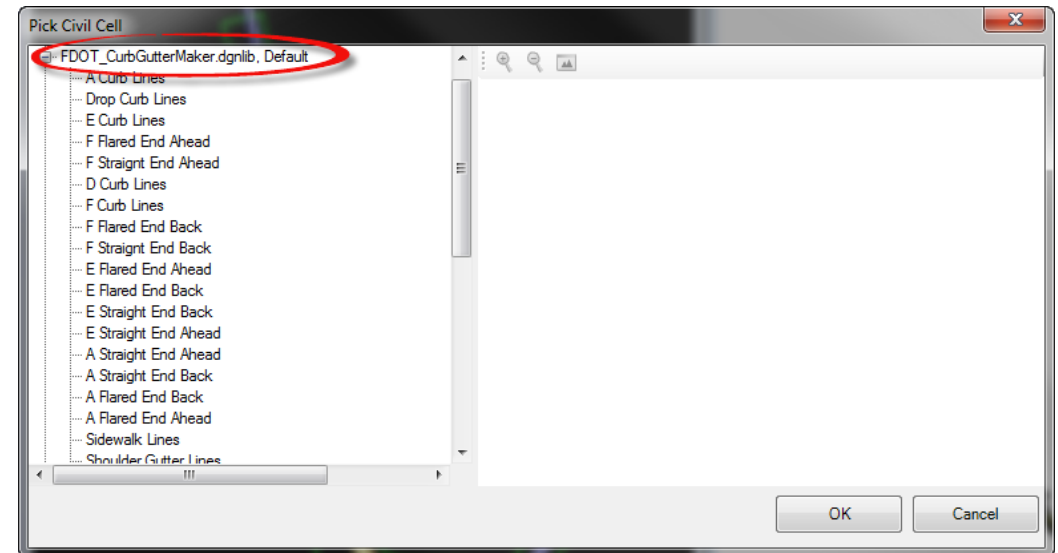 Pick Civil Cell
FDOT_CurbGutterMaker.dgnlib, Default
A Curb Lines
Drop Curb Lines
E Curb Lines
F Flared End Ahead
F Straignt End Ahead
D Curb Lines
F Curb Lines
F Flared End Back
F Straignt End Back
E Flared End Ahead
E Flared End Back
E Straight End Back
E Straight End Ahead
A Straight End Ahead
A Straight End Back
A Flared End Back
A Flared End Ahead
Sidewalk Lines
Shoulder Gutter Lines
OK Cancel